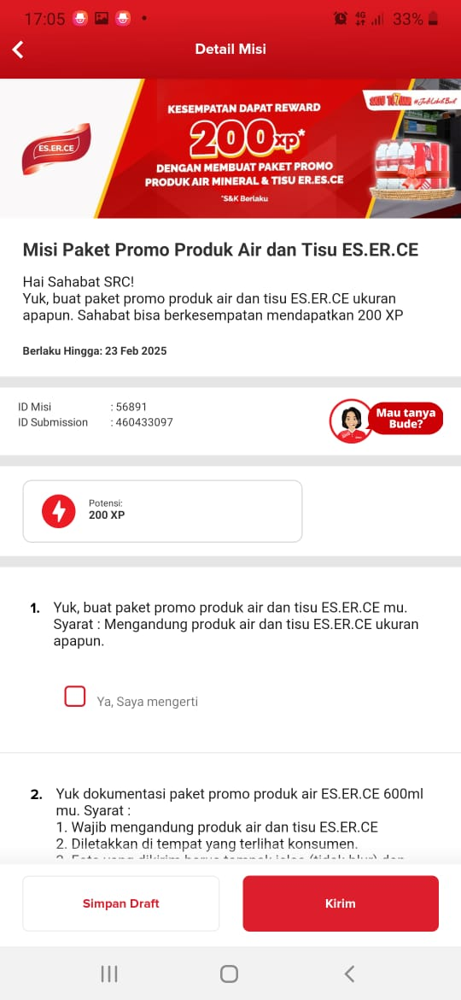 17:05
4G
33%
Detail Misi
KESEMPATAN DAPAT REWARD
200xp*
DENGAN MEMBUAT PAKET PROMO
PRODUK AIR MINERAL & TISU ER.ES.CE
*S&K Berlaku
ES.ER.CE
Misi Paket Promo Produk Air dan Tisu ES.ER.CE
Hai Sahabat SRC!
Yuk, buat paket promo produk air dan tisu ES.ER.CE ukuran
apapun. Sahabat bisa berkesempatan mendapatkan 200 XP
Berlaku Hingga: 23 Feb 2025
ID Misi : 56891
ID Submission : 460433097
Mau tanya
Bude?
Potensi:
200 XP
1. Yuk, buat paket promo produk air dan tisu ES.ER.CE mu.
Syarat : Mengandung produk air dan tisu ES.ER.CE ukuran
apapun.
Ya, Saya mengerti
2. Yuk dokumentasi paket promo produk air ES.ER.CE 600ml
mu. Syarat :
1. Wajib mengandung produk air dan tisu ES.ER.CE
2. Diletakkan di tempat yang terlihat konsumen.
Simpan Draft
Kirim